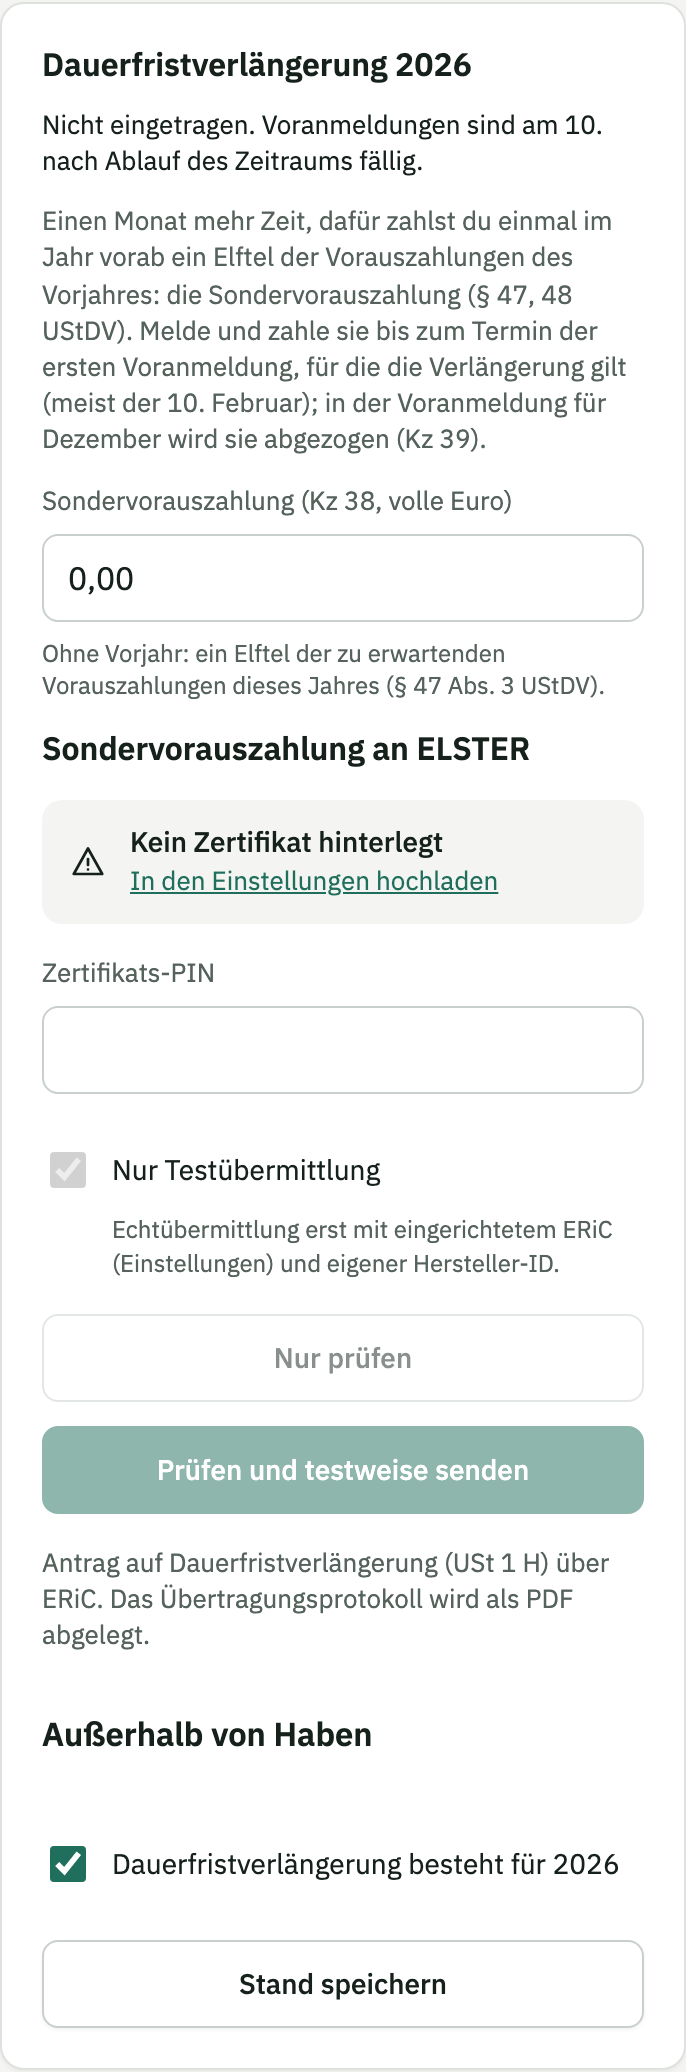 Dauerfristverlängerung 2026
Nicht eingetragen. Voranmeldungen sind am 10.
nach Ablauf des Zeitraums fällig.
Einen Monat mehr Zeit, dafür zahlst du einmal im
Jahr vorab ein Elftel der Vorauszahlungen des
Vorjahres: die Sondervorauszahlung (§ 47, 48
UStDV). Melde und zahle sie bis zum Termin der
ersten Voranmeldung, für die die Verlängerung gilt
(meist der 10. Februar); in der Voranmeldung für
Dezember wird sie abgezogen (Kz 39).
Sondervorauszahlung (Kz 38, volle Euro)
0,00
Ohne Vorjahr: ein Elftel der zu erwartenden
Vorauszahlungen dieses Jahres (§ 47 Abs. 3 UStDV).
Sondervorauszahlung an ELSTER
Kein Zertifikat hinterlegt
In den Einstellungen hochladen
Zertifikats-PIN
Nur Testübermittlung
Echtübermittlung erst mit eingerichtetem ERiC
(Einstellungen) und eigener Hersteller-ID.
Nur prüfen
Prüfen und testweise senden
Antrag auf Dauerfristverlängerung (USt 1 H) über
ERiC. Das Übertragungsprotokoll wird als PDF
abgelegt.
Außerhalb von Haben
Dauerfristverlängerung besteht für 2026
Stand speichern